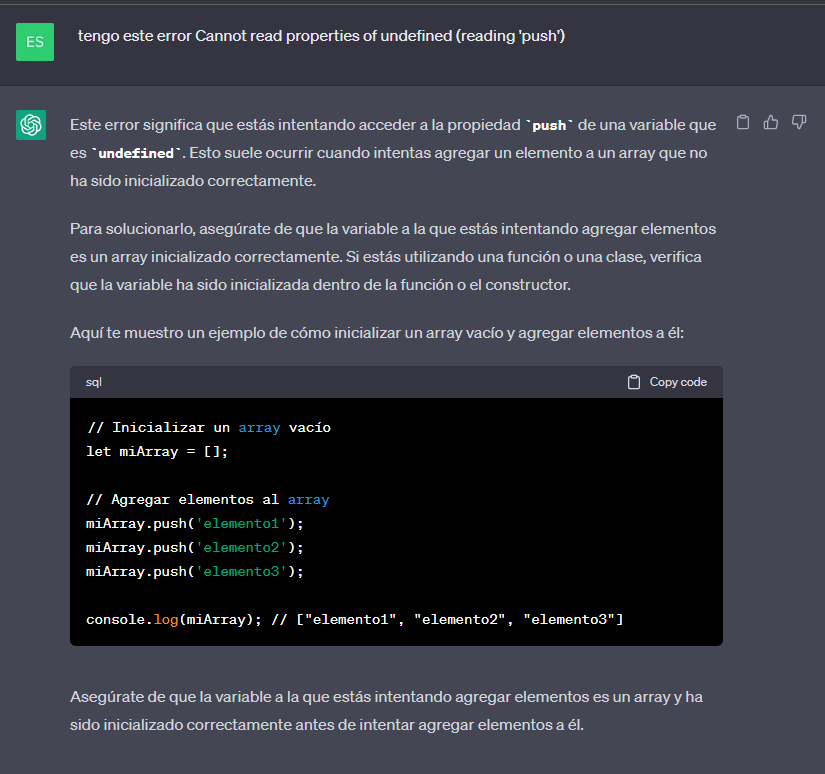 ES
tengo este error Cannot read properties of undefined (reading 'push')
Este error significa que estás intentando acceder a la propiedad `push` de una variable que
es `undefined`. Esto suele ocurrir cuando intentas agregar un elemento a un array que no
ha sido inicializado correctamente.
Para solucionarlo, asegúrate de que la variable a la que estás intentando agregar elementos
es un array inicializado correctamente. Si estás utilizando una función o una clase, verifica
que la variable ha sido inicializada dentro de la función o el constructor.
Aquí te muestro un ejemplo de cómo inicializar un array vacío y agregar elementos a él:
sql Copy code
// Inicializar un array vacío
let miArray = [];
// Agregar elementos al array
miArray.push('elemento1');
miArray.push('elemento2');
miArray.push('elemento3');
console.log(miArray); // ["elemento1", "elemento2", "elemento3"]
Asegúrate de que la variable a la que estás intentando agregar elementos es un array y ha
sido inicializado correctamente antes de intentar agregar elementos a él.